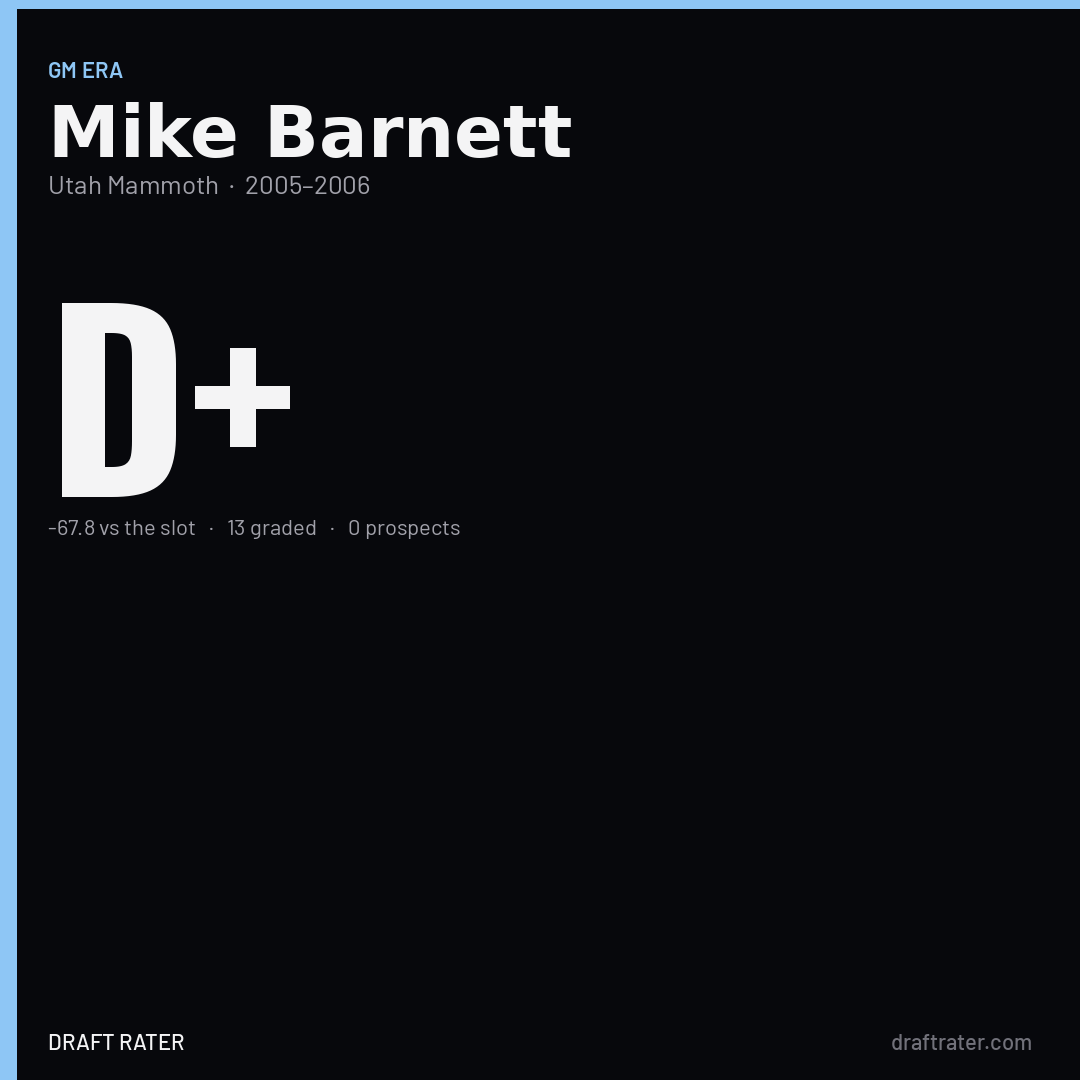 GM ERA
Mike Barnett
Utah Mammoth · 2005–2006
D+
-67.8 vs the slot · 13 graded · 0 prospects
DRAFT RATER
draftrater.com